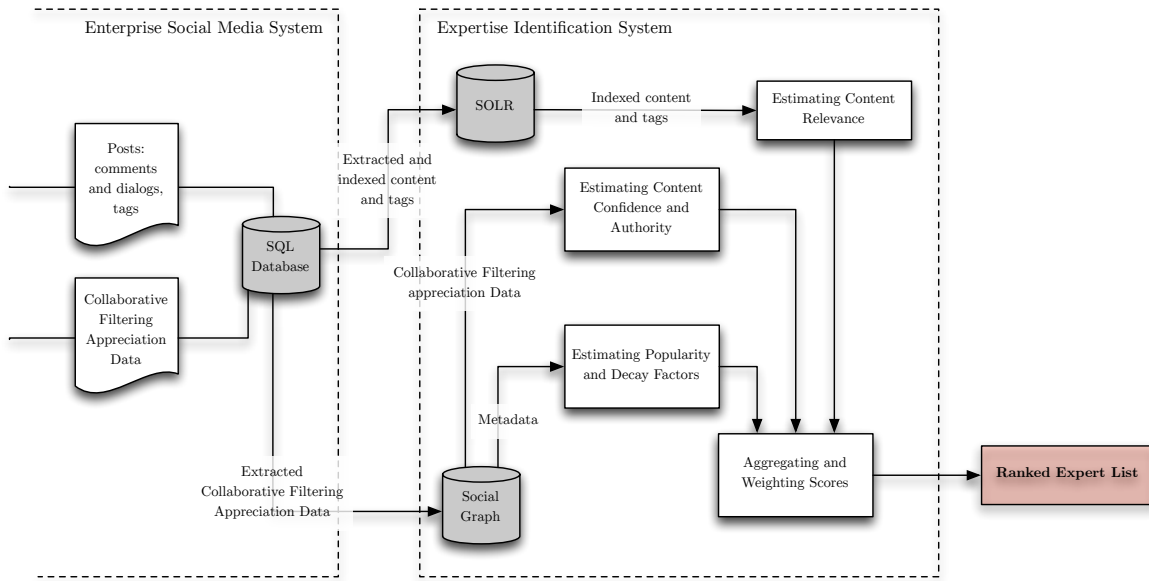 Enterprise Social Media System
Expertise Identification System
SOLR
Indexed content
and tags
Estimating Content
Relevance
Posts:
comments
and dialogs,
tags
Extracted and
indexed content
and tags
Estimating Content
Confidence and
Authority
SQL
Database
Collaborative Filtering
appreciation Data
Collaborative
Filtering
Appreciation
Data
Estimating Popularity
and Decay Factors
Metadata
Aggregating and
Weighting Scores
Ranked Expert List
Extracted
Collaborative Filtering
Appreciation Data
Social
Graph